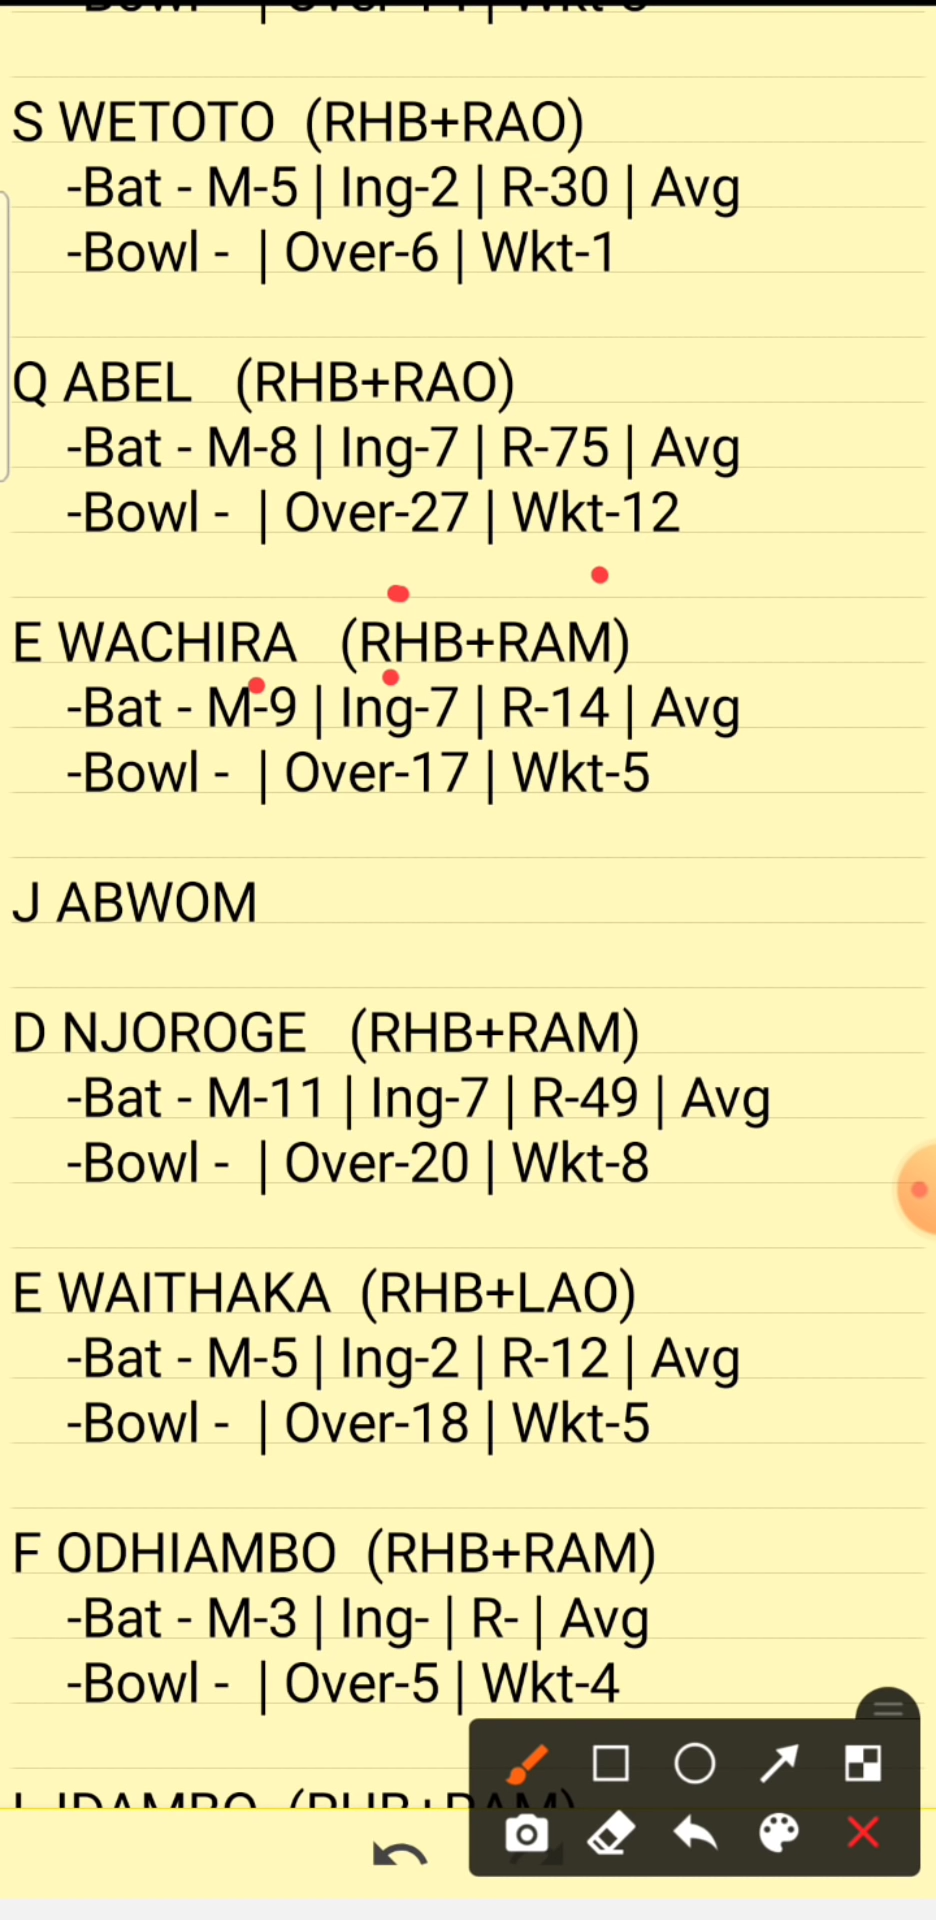 S WETOTO (RHB+RAO)
-Bat - M-5 | Ing-2 | R-30 | Avg
-Bowl - | Over-6 | Wkt-1
Q ABEL (RHB+RAO)
-Bat - M-8 | Ing-7 | R-75 | Avg
-Bowl - | Over-27 | Wkt-12
E WACHIRA (RHB+RAM)
-Bat - M-9 | Ing-7 | R-14 | Avg
-Bowl - | Over-17 | Wkt-5
J ABWOM
D NJOROGE (RHB+RAM)
-Bat - M-11 | Ing-7 | R-49 | Avg
-Bowl - | Over-20 | Wkt-8
E WAITHAKA (RHB+LAO)
-Bat - M-5 | Ing-2 | R-12 | Avg
-Bowl - | Over-18 | Wkt-5
F ODHIAMBO (RHB+RAM)
-Bat - M-3 | Ing- | R- | Avg
-Bowl - | Over-5 | Wkt-4